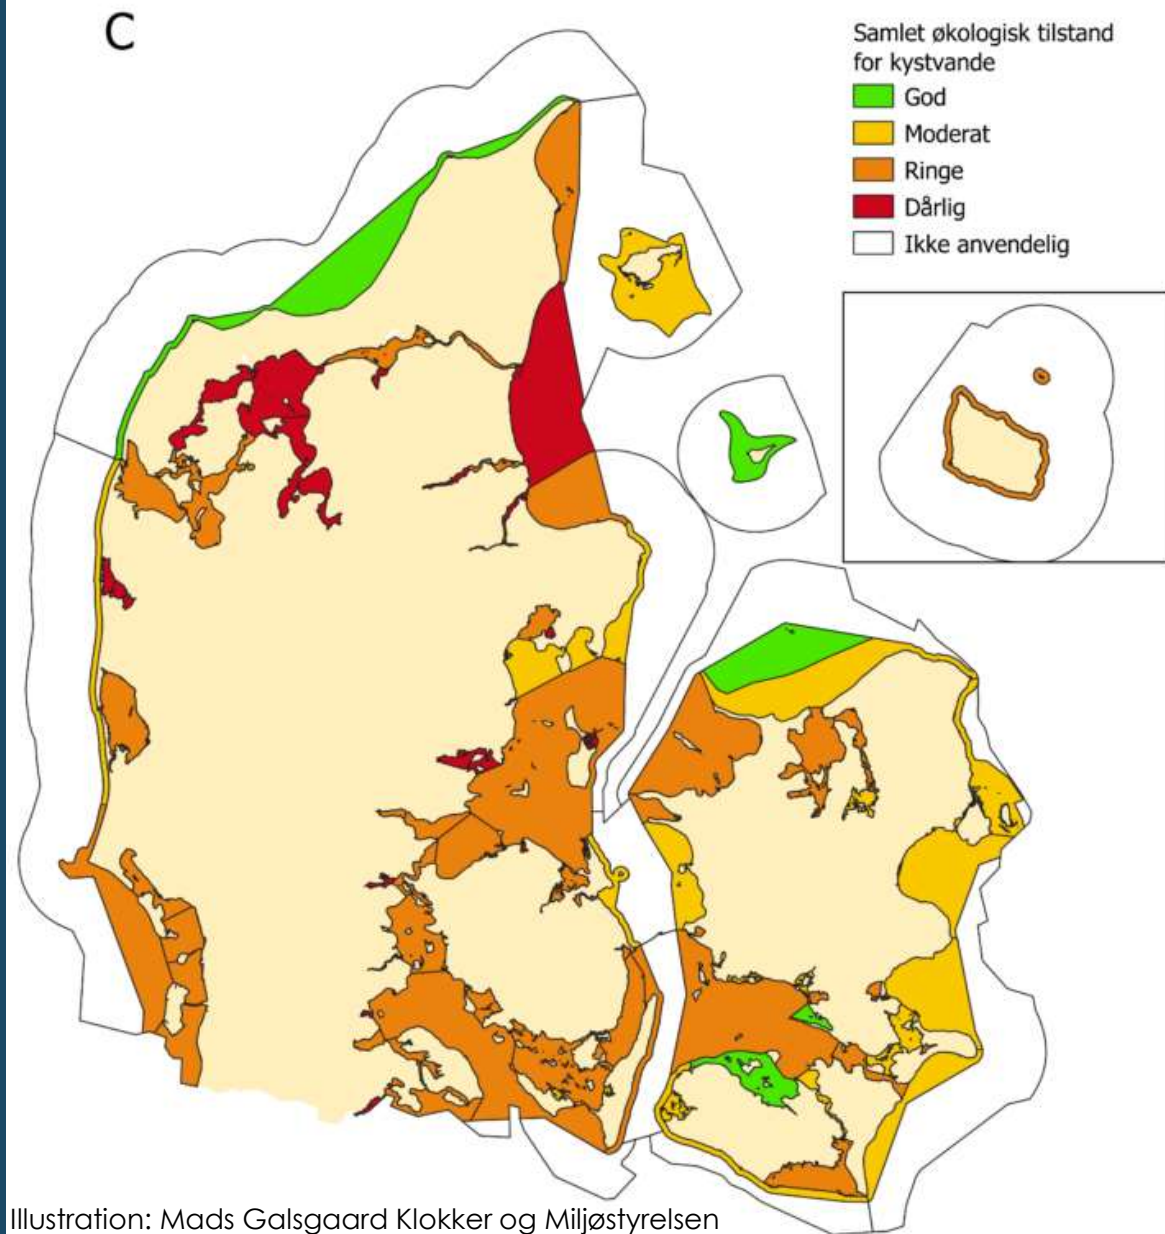 C
Samlet økologisk tilstand
for kystvande
God
Moderat
Ringe
Dårlig
Ikke anvendelig
Illustration: Mads Galsgaard Klokker og Miljøstyrelsen